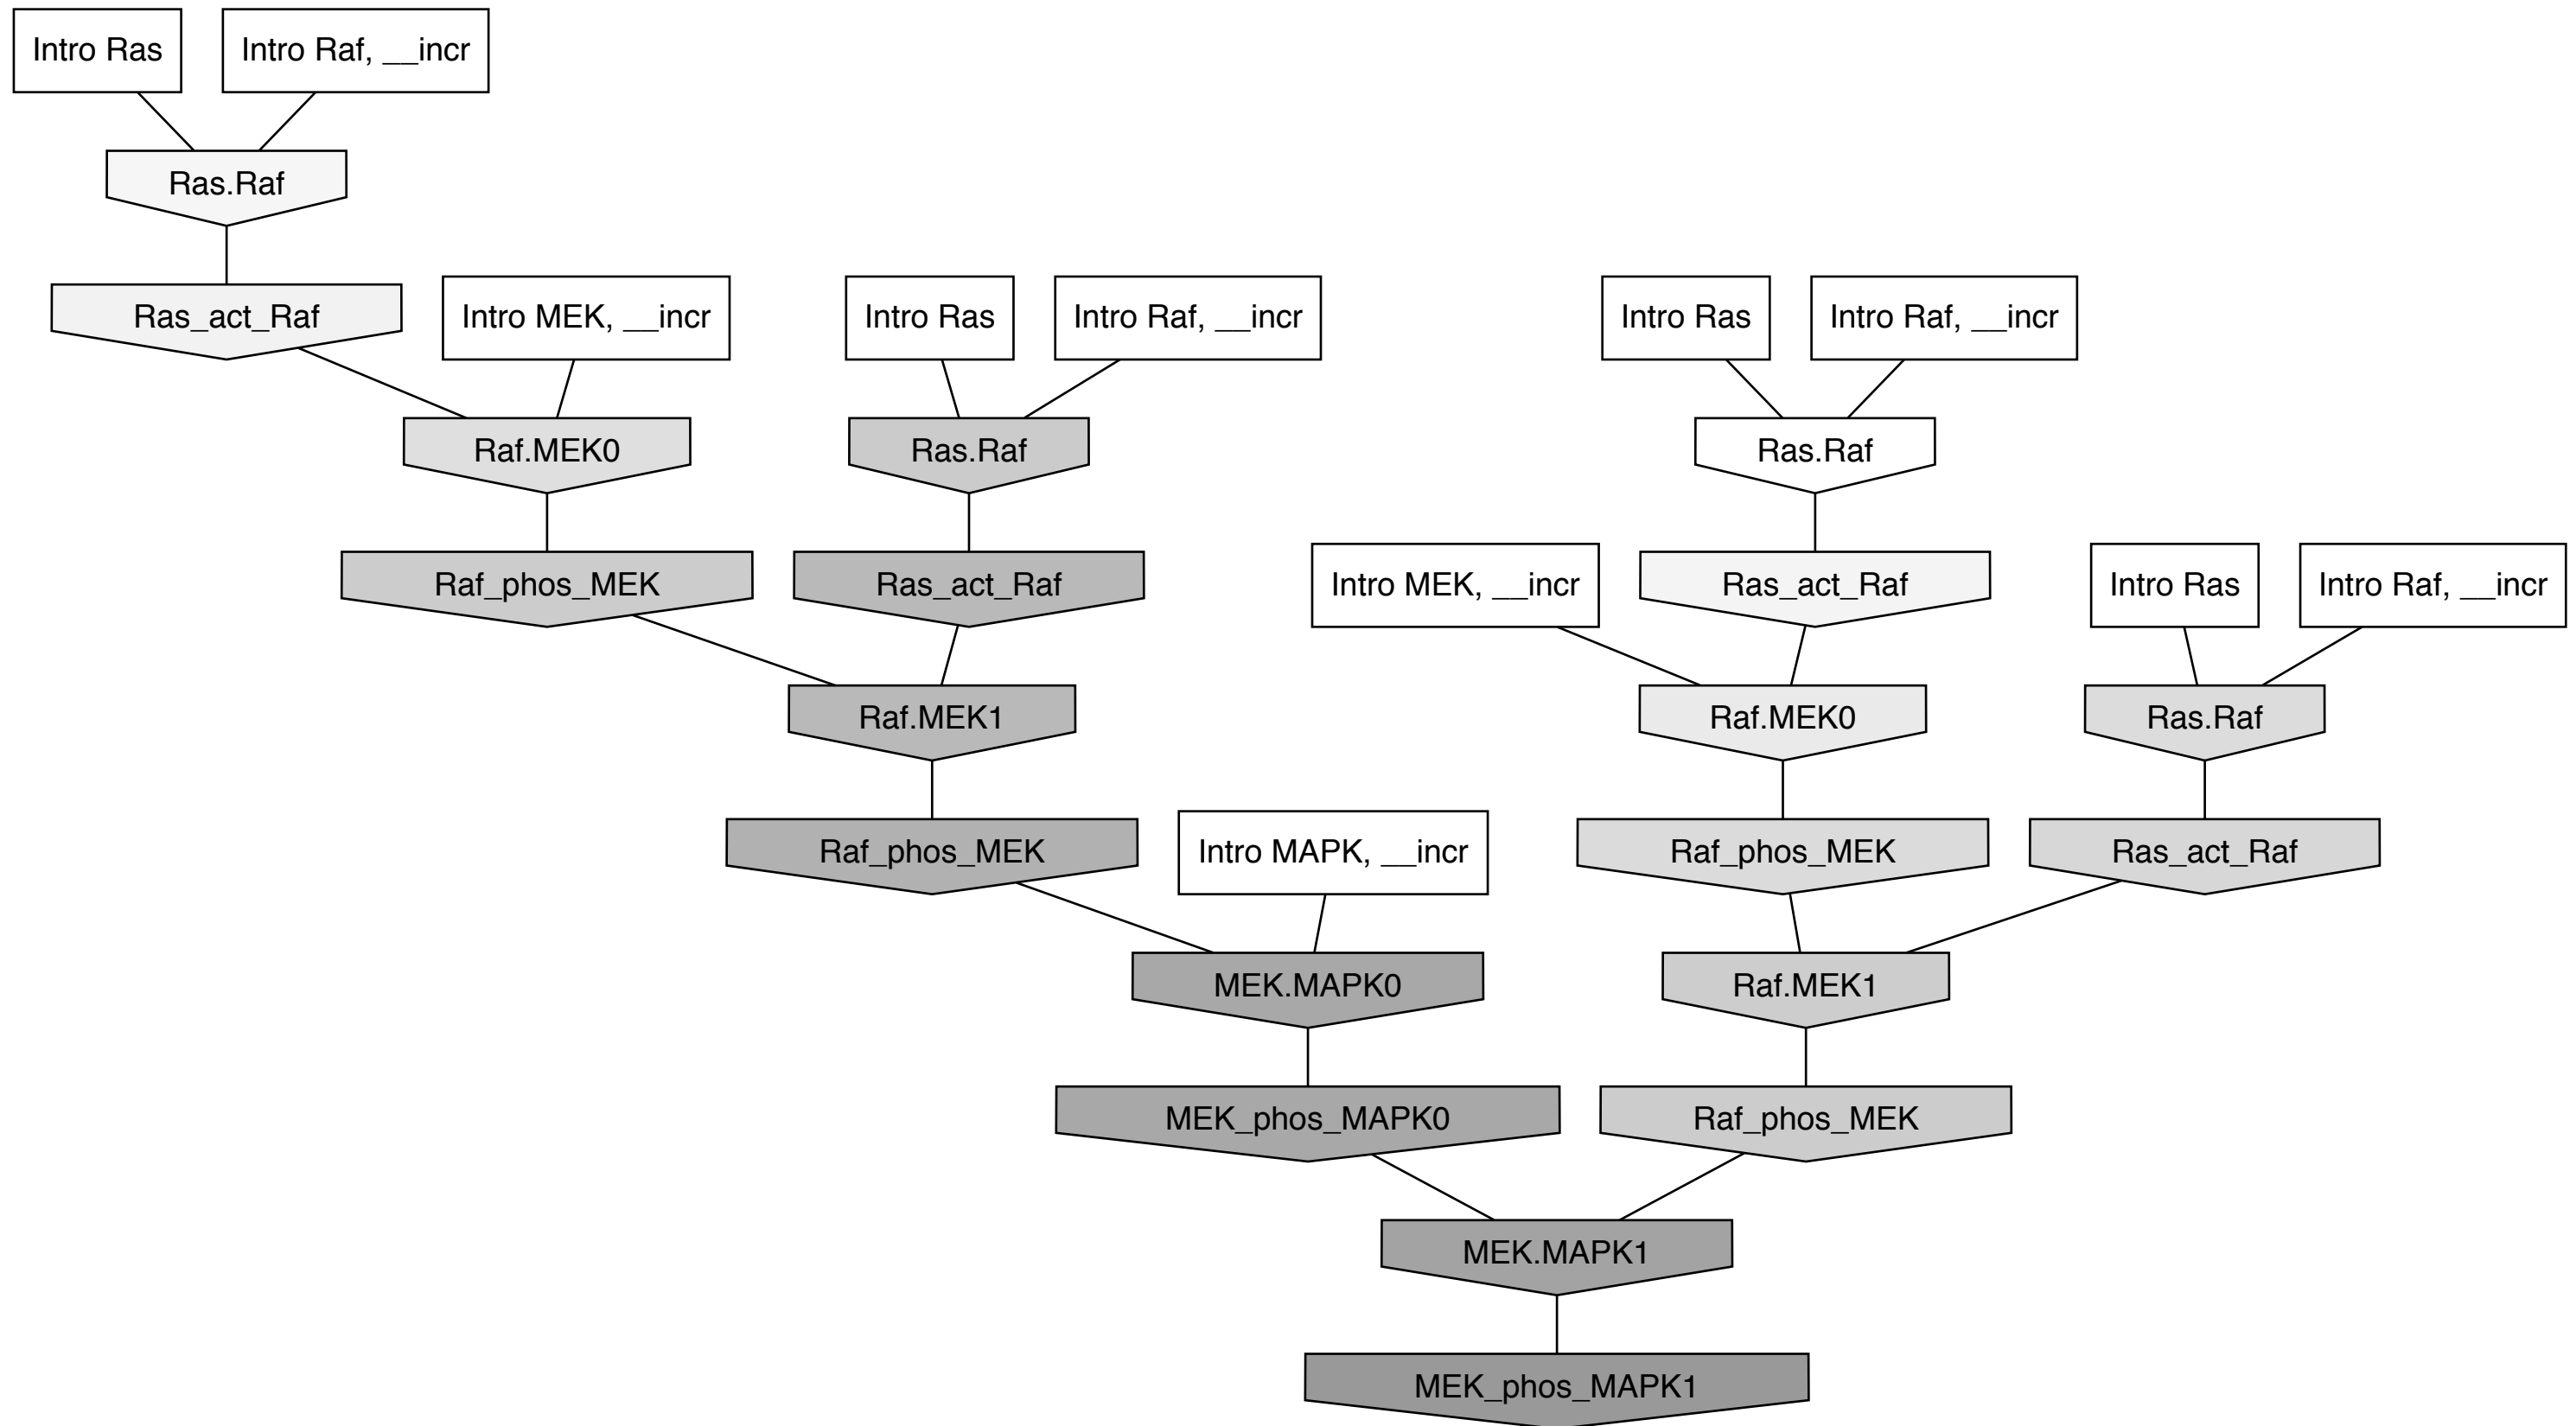 Intro Ras
Intro Raf, __incr
Ras.Raf
Ras_act_Raf
Intro MEK, __incr
Intro Ras
Intro Raf, __incr
Intro Ras
Intro Raf, __incr
Raf.MEK0
Ras.Raf
Ras.Raf
Raf_phos_MEK
Ras_act_Raf
Intro MEK, __incr
Ras_act_Raf
Intro Ras
Intro Raf, __incr
Raf.MEK1
Raf.MEK0
Ras.Raf
Raf_phos_MEK
Intro MAPK, __incr
Raf_phos_MEK
Ras_act_Raf
MEK.MAPK0
Raf.MEK1
MEK_phos_MAPK0
Raf_phos_MEK
MEK.MAPK1
MEK_phos_MAPK1